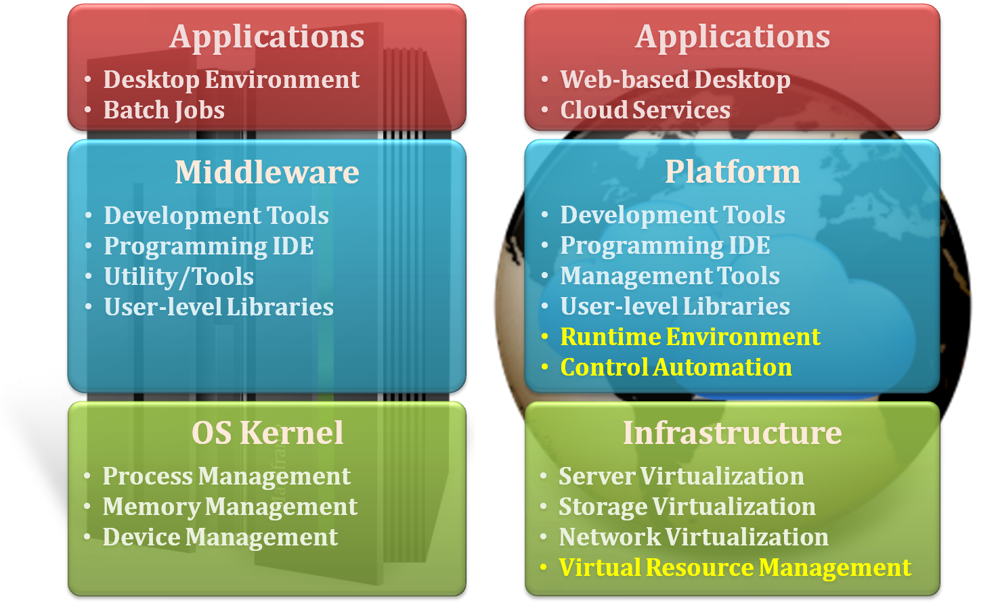 Applications
• Desktop Environment
• Batch Jobs
Middleware
• Development Tools
• Programming IDE
• Utility/Tools
• User-level Libraries
OS Kernel
• Process Management
• Memory Management
• Device Management
Applications
• Web-based Desktop
• Cloud Services
Platform
• Development Tools
• Programming IDE
• Management Tools
• User-level Libraries
• Runtime Environment
• Control Automation
Infrastructure
• Server Virtualization
• Storage Virtualization
• Network Virtualization
• Virtual Resource Management